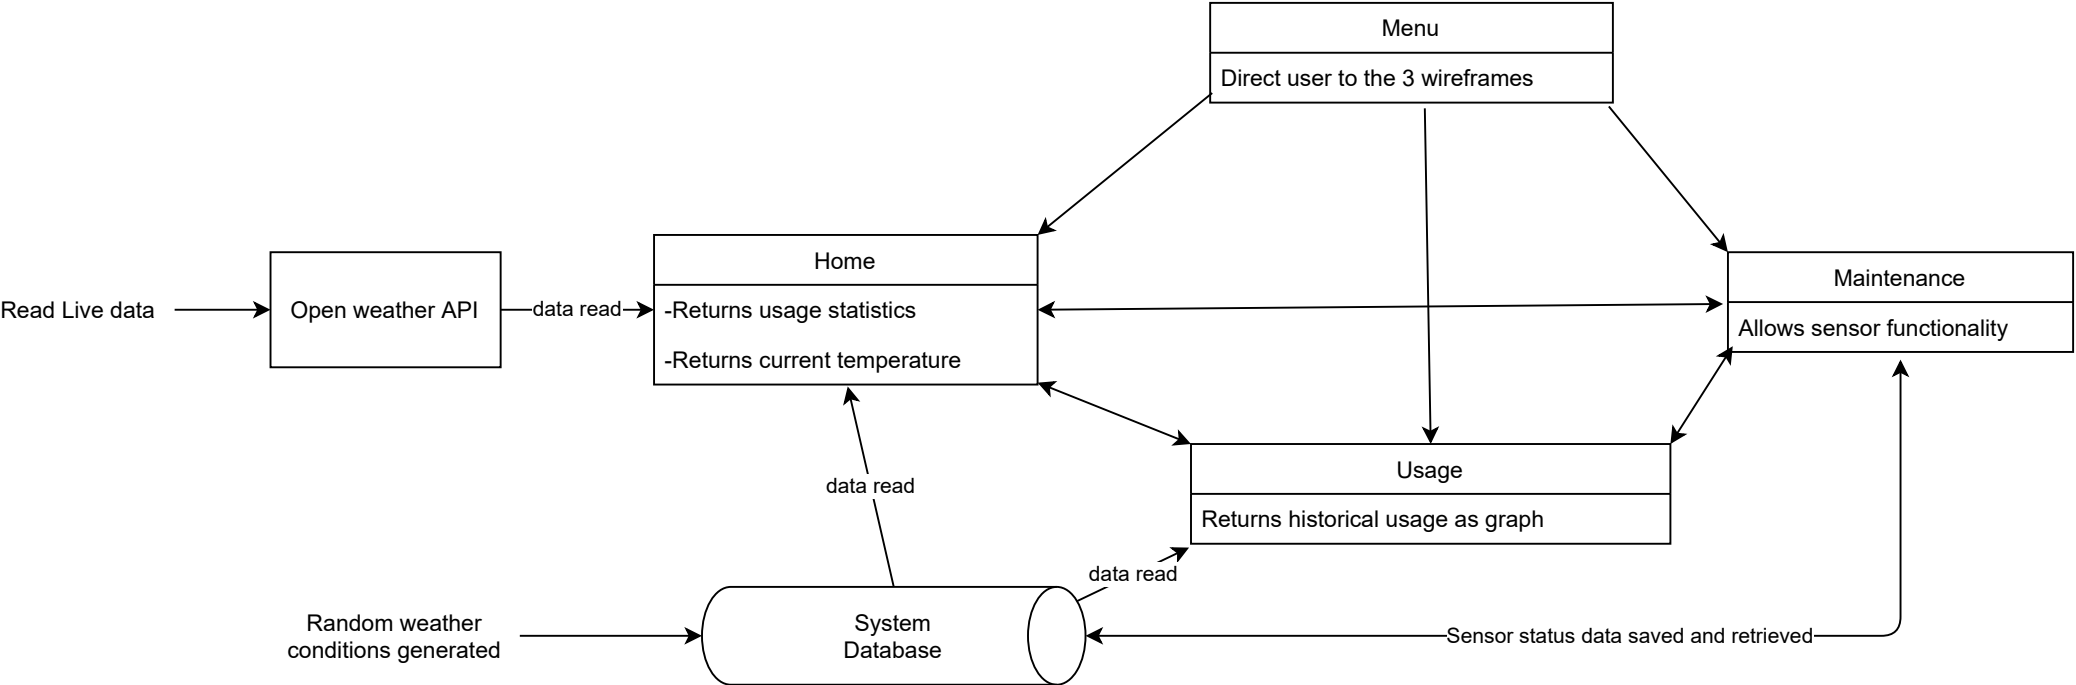 Menu
Direct user to the 3 wireframes
Home
-Returns usage statistics
-Returns current temperature
Read Live data
Open weather API
data read
Maintenance
Allows sensor functionality
Usage
Returns historical usage as graph
data read
data read
Random weather
conditions generated
System
Database
Sensor status data saved and retrieved